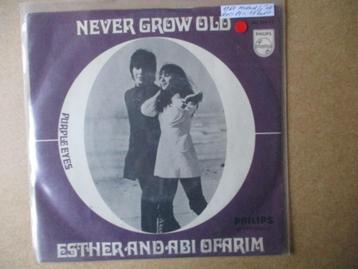 NEVER GROW OLD
PHILIPS
PURPLE EYES
PHILIPS
ESTHER AND ABI OFARIM